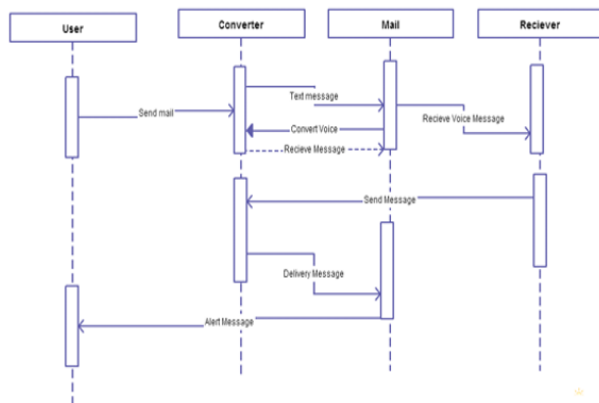 User
Converter
Mail
Reciever
Text message
Send mail
Recieve Voice Message
Convert Voice
Recieve Message
Send Message
Delivery Message
Alert Message